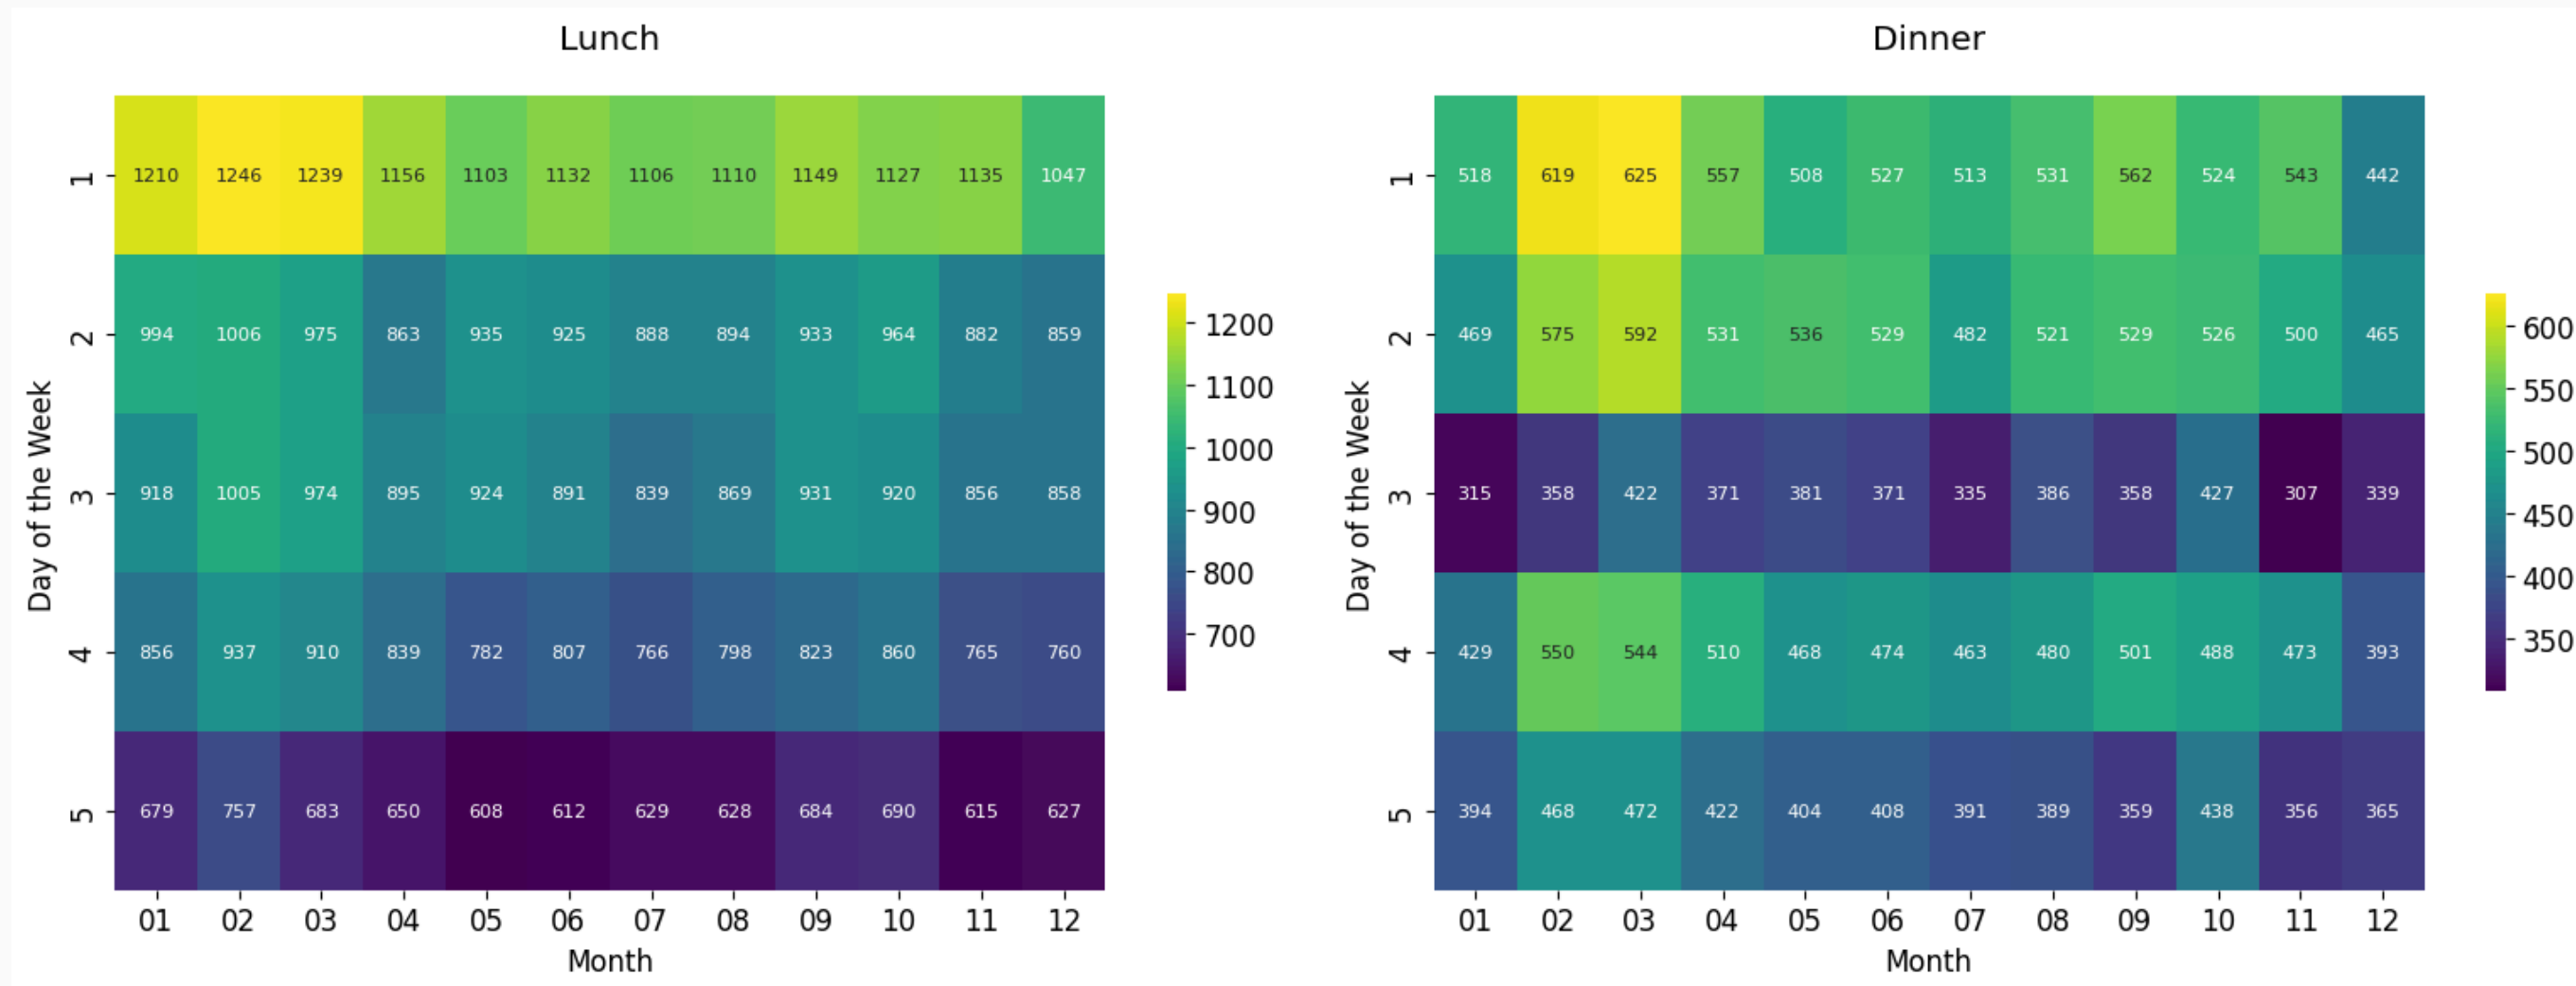 Lunch
Day of the Week
1 1210 1246 1239 1156 1103 1132 1106 1110 1149 1127 1135 1047
2 994 1006 975 863 935 925 888 894 933 964 882 859
3 918 1005 974 895 924 891 839 869 931 920 856 858
4 856 937 910 839 782 807 766 798 823 860 765 760
5 679 757 683 650 608 612 629 628 684 690 615 627
01 02 03 04 05 06 07 08 09 10 11 12
Month
1200
1100
1000
900
800
700
Dinner
Day of the Week
1 518 619 625 557 508 527 513 531 562 524 543 442
2 469 575 592 531 536 529 482 521 529 526 500 465
3 315 358 422 371 381 371 335 386 358 427 307 339
4 429 550 544 510 468 474 463 480 501 488 473 393
5 394 468 472 422 404 408 391 389 359 438 356 365
01 02 03 04 05 06 07 08 09 10 11 12
Month
600
550
500
450
400
350